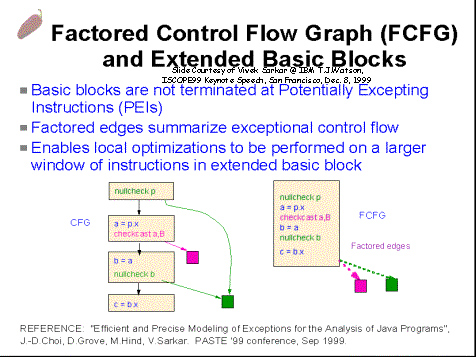 Factored Control Flow Graph (FCFG)
and Extended Basic Blocks
Slide Courtesy of Vivek Sarkar @ IBM T.J.Watson,
ISCOPE99 Keynote Speech, San Francisco, Dec. 8, 1999
Basic blocks are not terminated at Potentially Excepting
Instructions (PEIs)
Factored edges summarize exceptional control flow
Enables local optimizations to be performed on a larger
window of instructions in extended basic block
CFG
nullcheck p
a = p.x
checkcast a,B
b = a
nullcheck b
c = b.x
nullcheck p
a = p.x
checkcast a,B
b = a
nullcheck b
c = b.x
FCFG
Factored edges
REFERENCE: "Efficient and Precise Modeling of Exceptions for the Analysis of Java Programs",
J.-D.Choi, D.Grove, M.Hind, V.Sarkar. PASTE '99 conference, Sep 1999.